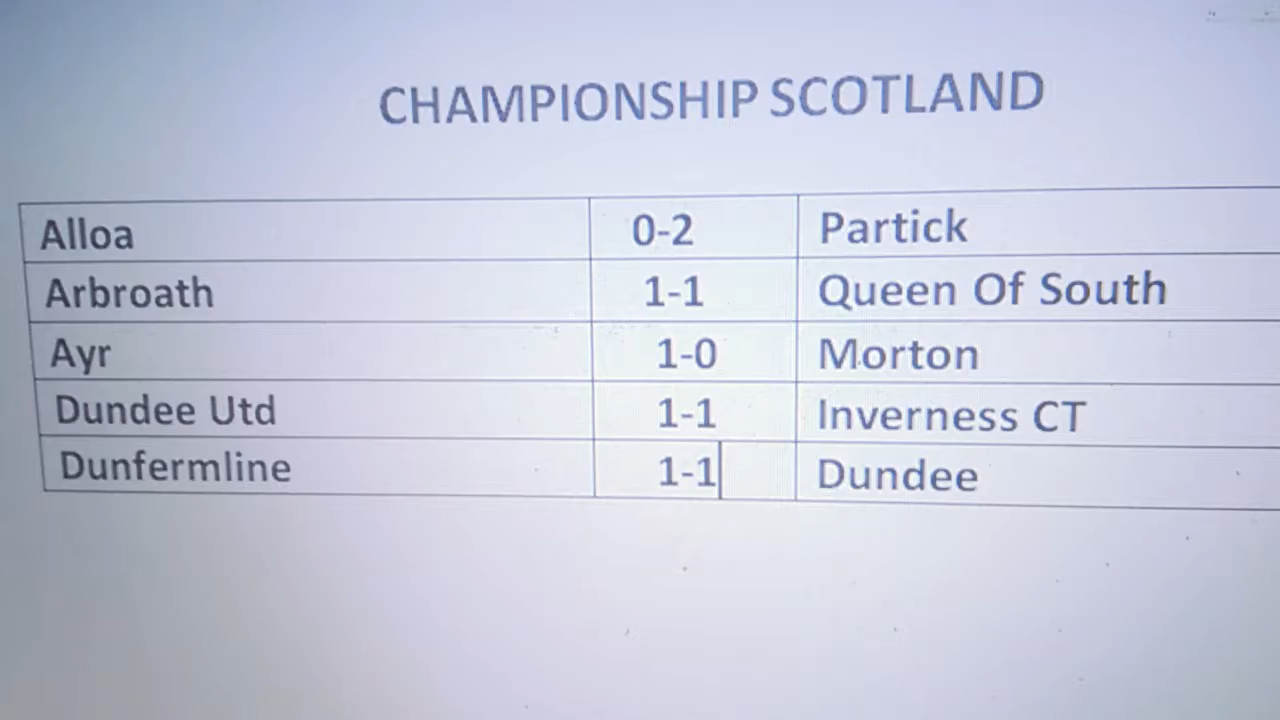 CHAMPIONSHIP SCOTLAND
Alloa 0-2 Partick
Arbroath 1-1 Queen Of South
Ayr 1-0 Morton
Dundee Utd 1-1 Inverness CT
Dunfermline 1-1 Dundee